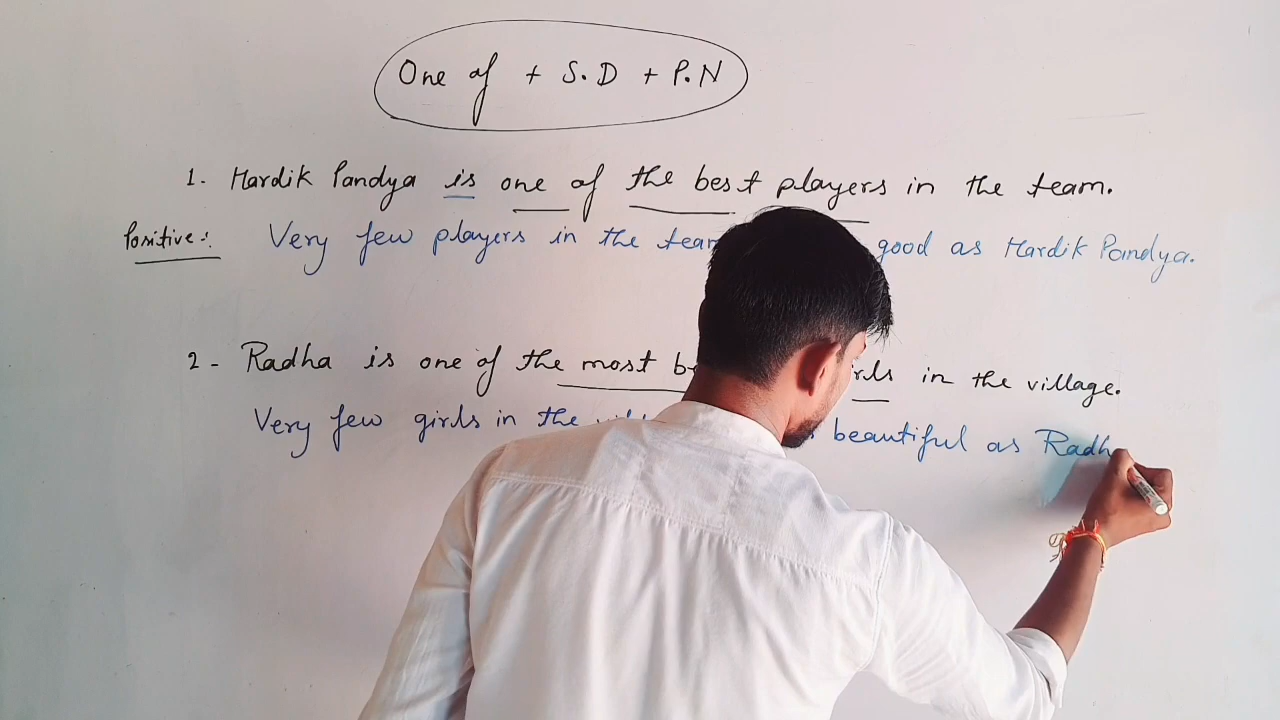 One of + S.D + P.N
1. Hardik Pandya is one of the best players in the team.
Positive:- Very few players in the team good as Hardik Pandya.
2- Radha is one of the most in the village.
Very few girls in the beautiful as Radh